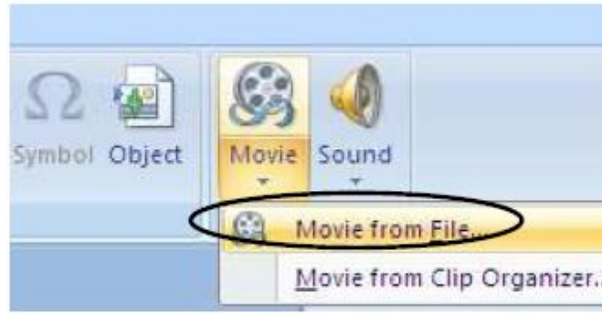 Ω
Symbol Object Movie Sound
Movie from File...
Movie from Clip Organizer..